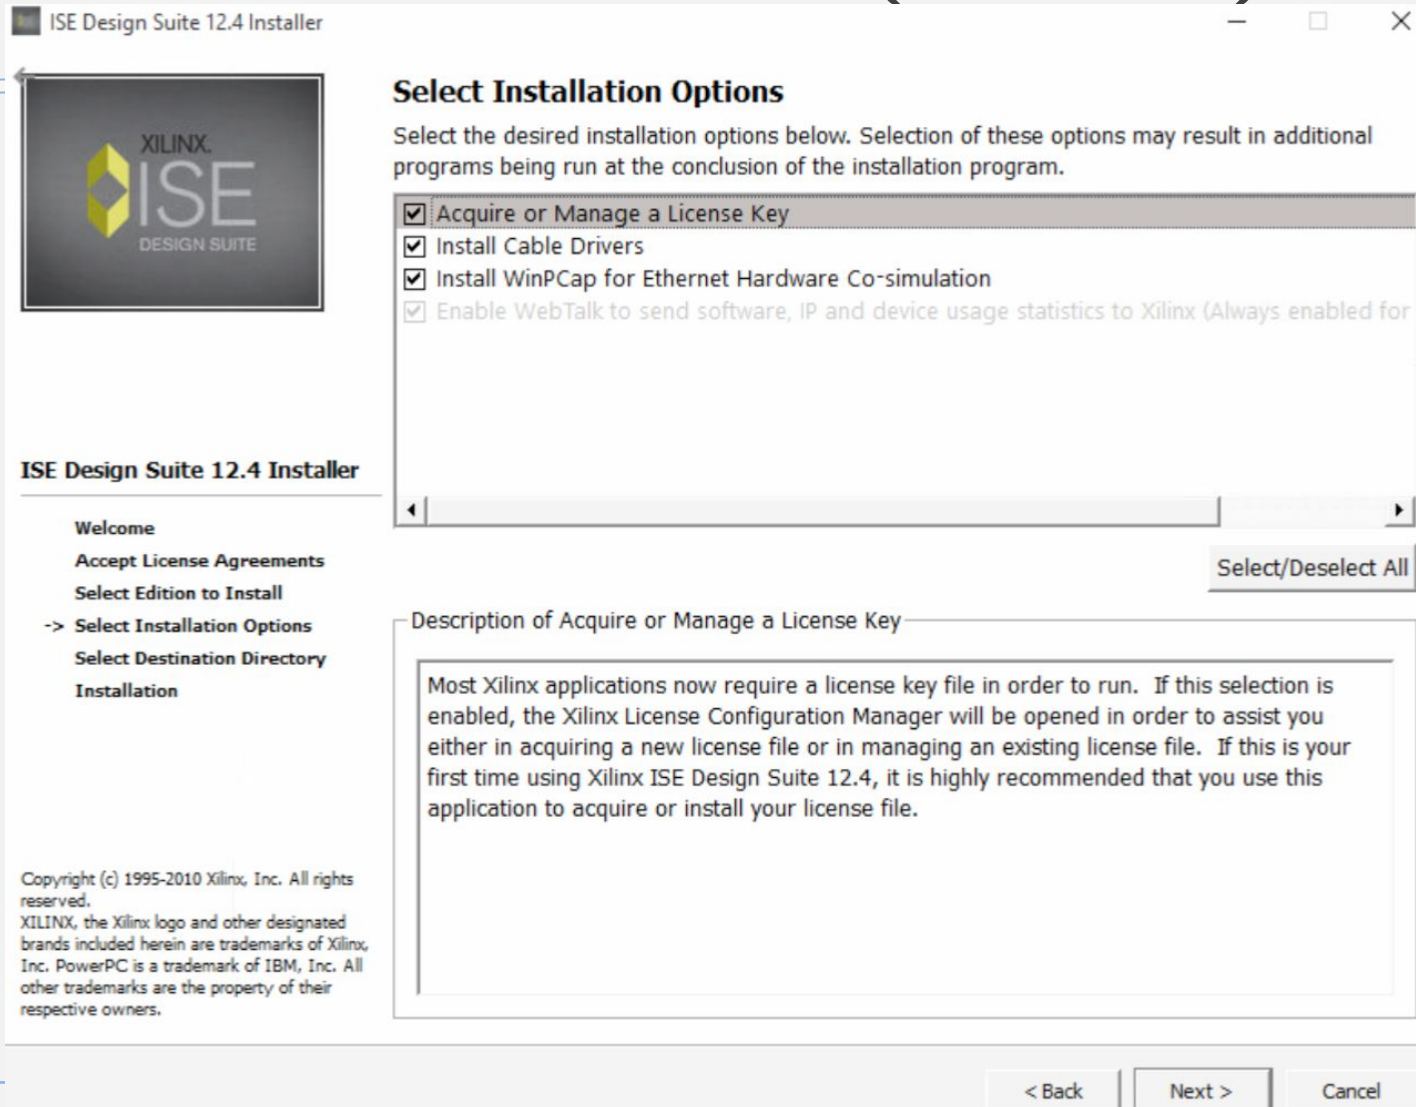 ISE Design Suite 12.4 Installer
XILINX.
ISE
DESIGN SUITE
Select Installation Options
Select the desired installation options below. Selection of these options may result in additional
programs being run at the conclusion of the installation program.
Acquire or Manage a License Key
Install Cable Drivers
Install WinPCap for Ethernet Hardware Co-simulation
Enable WebTalk to send software, IP and device usage statistics to Xilinx (Always enabled for
Select/Deselect All
ISE Design Suite 12.4 Installer
Welcome
Accept License Agreements
Select Edition to Install
-> Select Installation Options
Select Destination Directory
Installation
Description of Acquire or Manage a License Key
Most Xilinx applications now require a license key file in order to run. If this selection is
enabled, the Xilinx License Configuration Manager will be opened in order to assist you
either in acquiring a new license file or in managing an existing license file. If this is your
first time using Xilinx ISE Design Suite 12.4, it is highly recommended that you use this
application to acquire or install your license file.
Copyright (c) 1995-2010 Xilinx, Inc. All rights
reserved.
XILINX, the Xilinx logo and other designated
brands included herein are trademarks of Xilinx,
Inc. PowerPC is a trademark of IBM, Inc. All
other trademarks are the property of their
respective owners.
< Back
Next >
Cancel